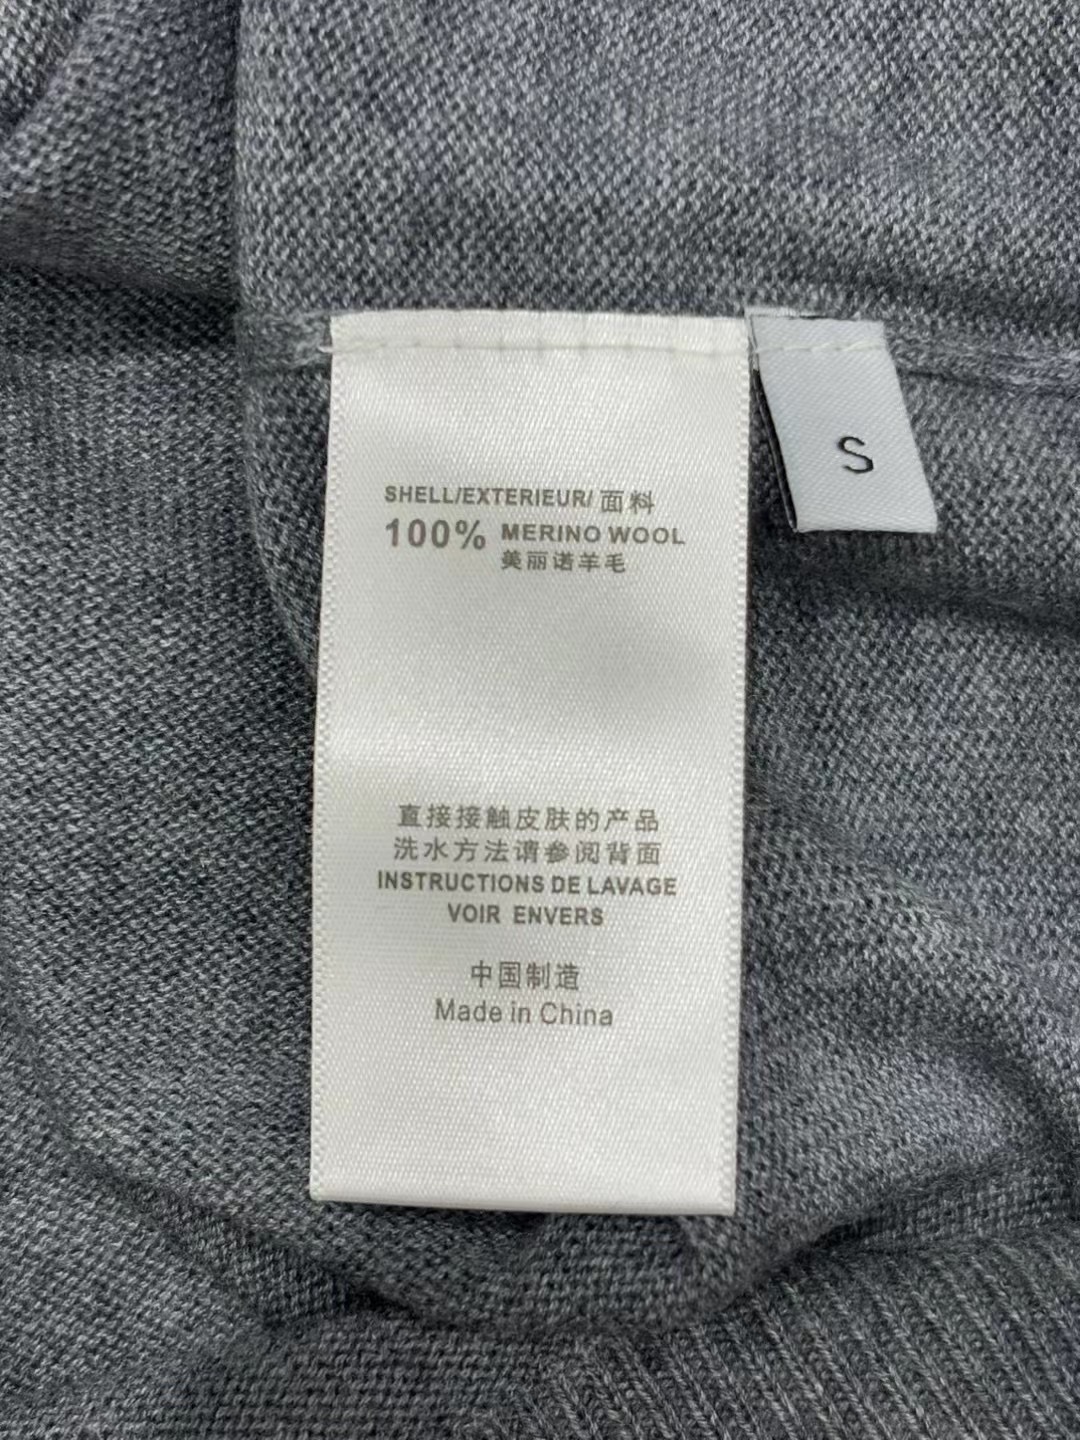 SHELL/EXTERIEUR/ 面料
100% MERINO WOOL
美丽诺羊毛
S
直接接触皮肤的产品
洗水方法请参阅背面
INSTRUCTIONS DE LAVAGE
VOIR ENVERS
中国制造
Made in China